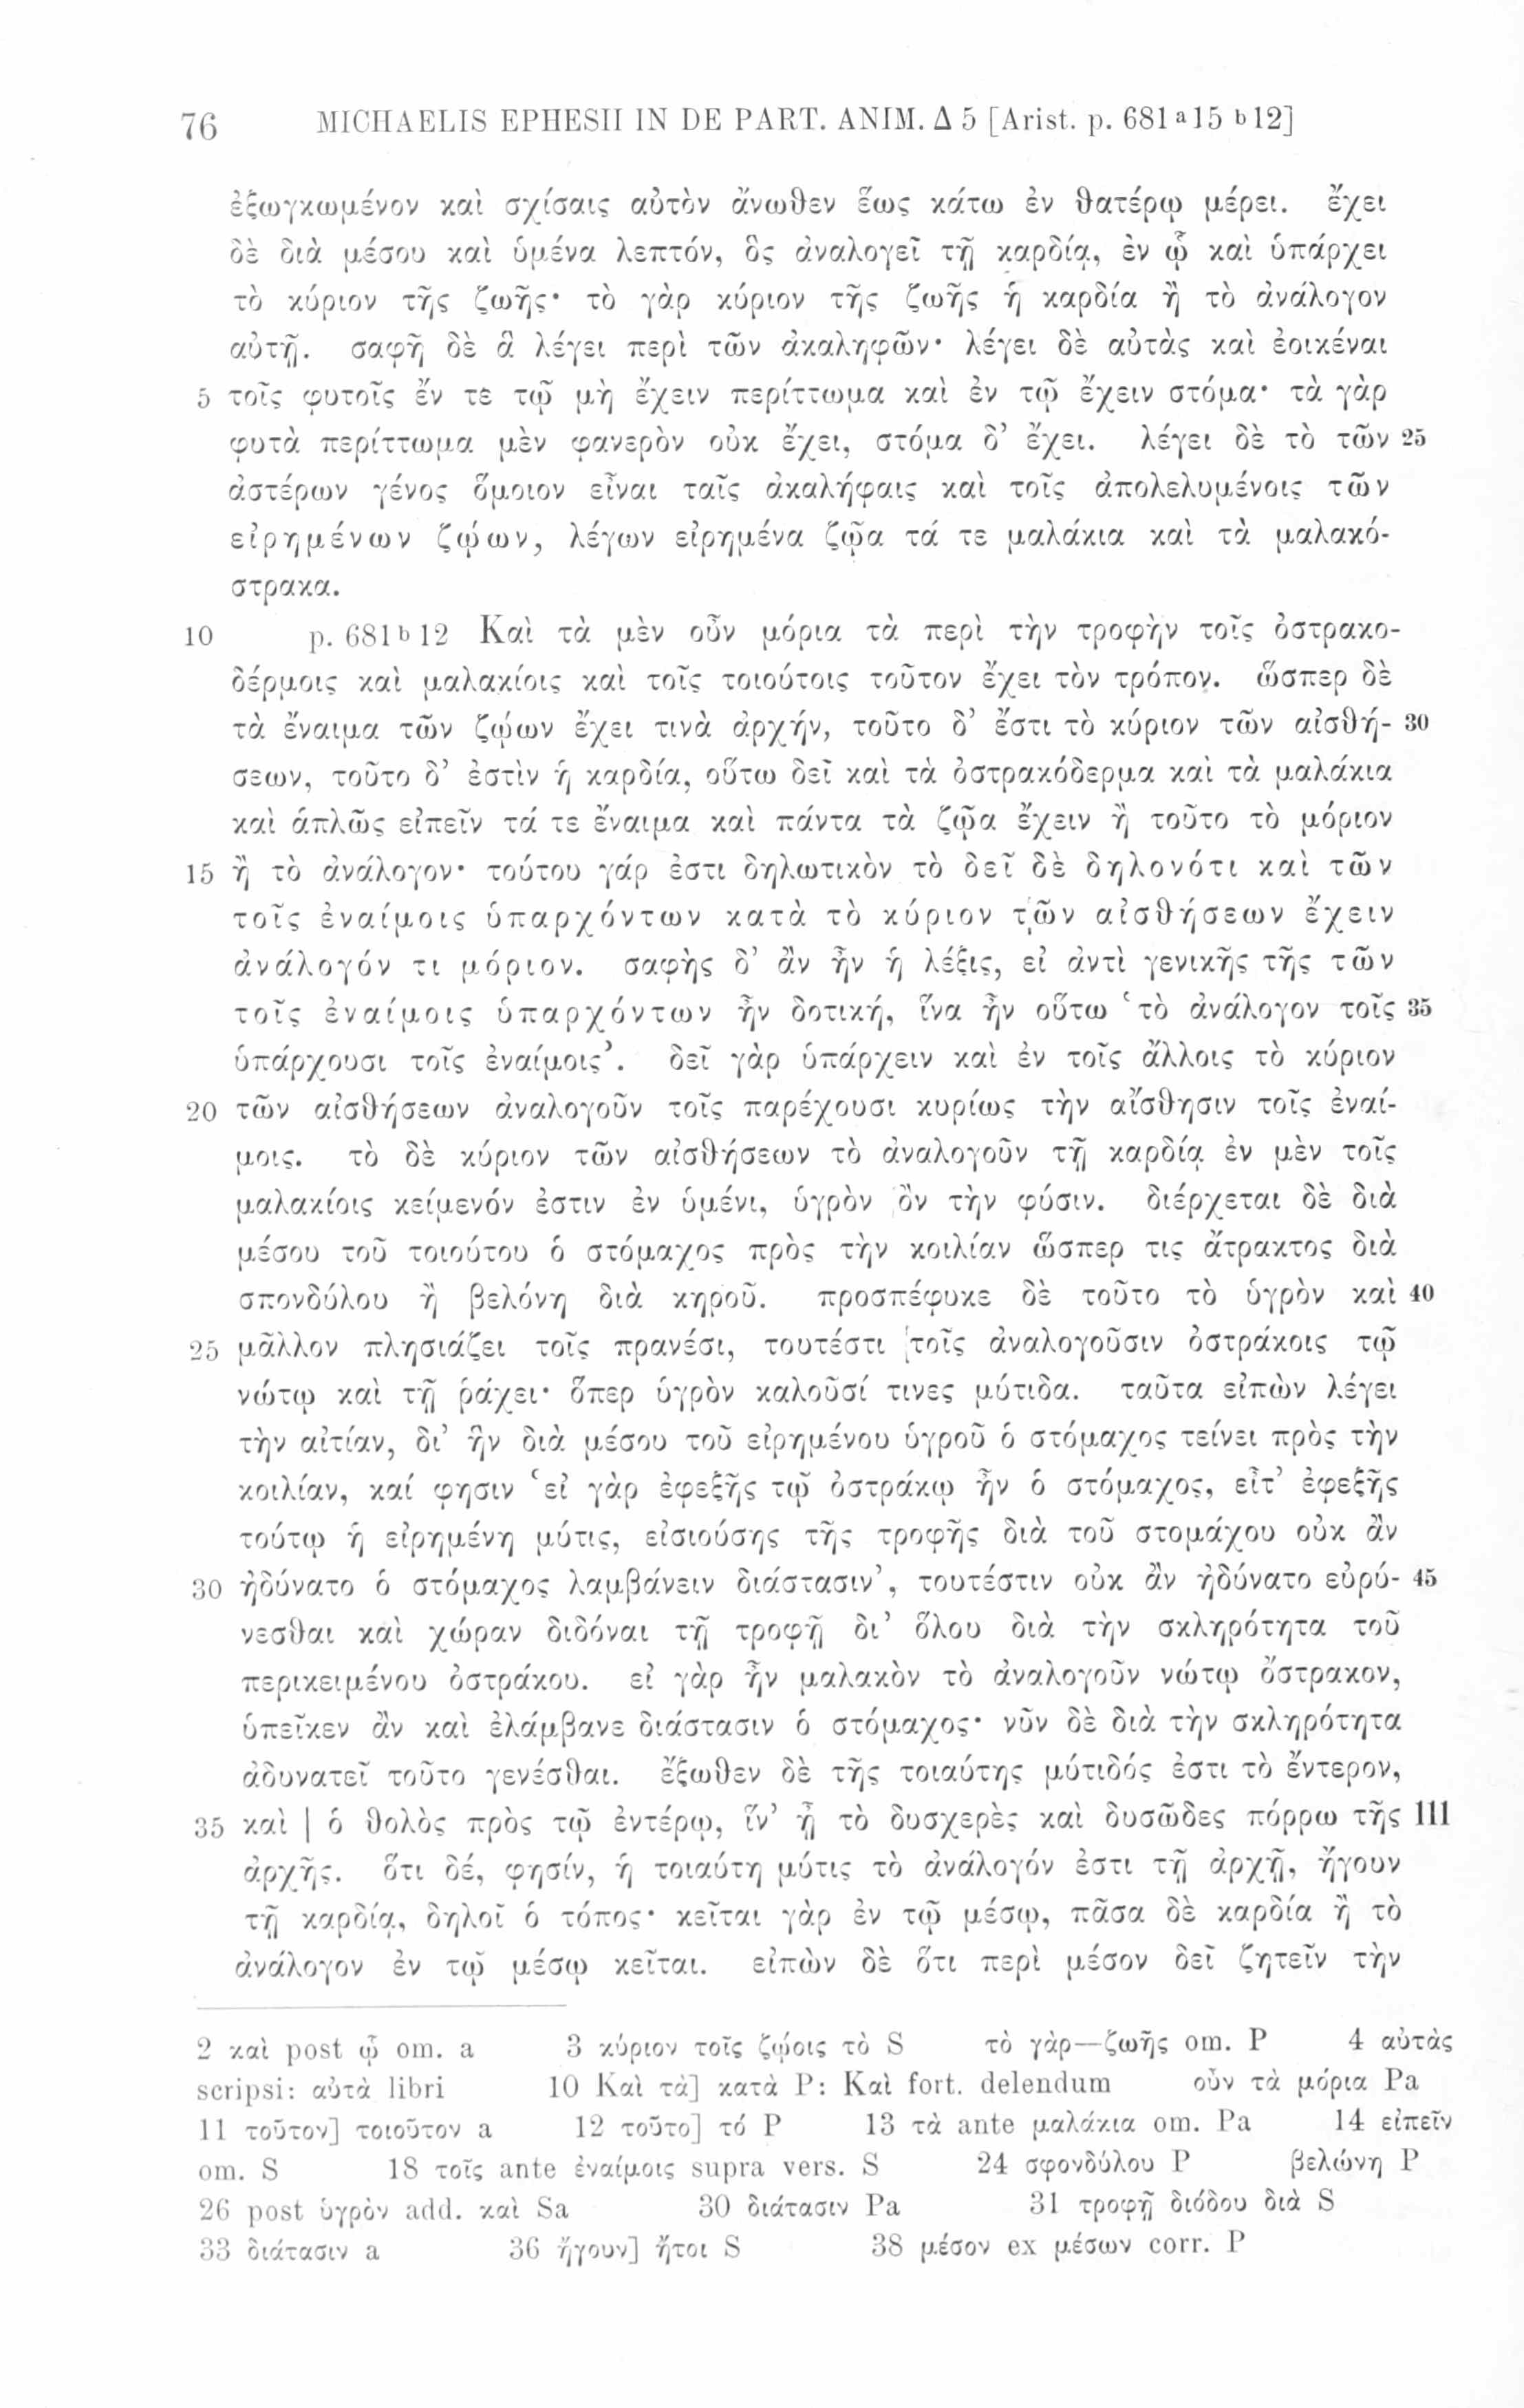 76 MICHAELIS EPHESII IN DE PART. ANIM. Δ 5 [Arist. p. 681 a 15 b 12]
ἐξωγκωμένον καὶ σχίσαις αὐτὸν ἄνωθεν ἕως κάτω ἐν θατέρῳ μέρει. ἔχει
δὲ διὰ μέσου καὶ ὑμένα λεπτόν, ὃς ἀναλογεῖ τῇ καρδίᾳ, ἐν ᾧ καὶ ὑπάρχει
τὸ κύριον τῆς ζωῆς· τὸ γὰρ κύριον τῆς ζωῆς ἡ καρδία ἢ τὸ ἀνάλογον
αὐτῇ. σαφῆ δὲ ἃ λέγει περὶ τῶν ἀκαληφῶν· λέγει δὲ αὐτὰς καὶ ἐοικέναι
5 τοῖς φυτοῖς ἔν τε τῷ μὴ ἔχειν περίττωμα καὶ ἐν τῷ ἔχειν στόμα· τὰ γὰρ
φυτὰ περίττωμα μὲν φανερὸν οὐκ ἔχει, στόμα δ’ ἔχει. λέγει δὲ τὸ τῶν 25
ἀστέρων γένος ὅμοιον εἶναι ταῖς ἀκαλήφαις καὶ τοῖς ἀπολελυμένοις τῶν
εἰρημένων ζῴων, λέγων εἰρημένα ζῷα τά τε μαλάκια καὶ τὰ μαλακό-
στρακα.
10 p. 681 b 12 Καὶ τὰ μὲν οὖν μόρια τὰ περὶ τὴν τροφὴν τοῖς ὀστρακο-
δέρμοις καὶ μαλακίοις καὶ τοῖς τοιούτοις τοῦτον ἔχει τὸν τρόπον. ὥσπερ δὲ
τὰ ἔναιμα τῶν ζῴων ἔχει τινὰ ἀρχήν, τοῦτο δ’ ἔστι τὸ κύριον τῶν αἰσθή- 30
σεων, τοῦτο δ’ ἐστὶν ἡ καρδία, οὕτω δεῖ καὶ τὰ ὀστρακόδερμα καὶ τὰ μαλάκια
καὶ ἁπλῶς εἰπεῖν τά τε ἔναιμα καὶ πάντα τὰ ζῷα ἔχειν ἢ τοῦτο τὸ μόριον
15 ἢ τὸ ἀνάλογον· τούτου γάρ ἐστι δηλωτικὸν τὸ δεῖ δὲ δηλονότι καὶ τῶν
τοῖς ἐναίμοις ὑπαρχόντων κατὰ τὸ κύριον τῶν αἰσθήσεων ἔχειν
ἀνάλογόν τι μόριον. σαφὴς δ’ ἂν ἦν ἡ λέξις, εἰ ἀντὶ γενικῆς τῆς τῶν
τοῖς ἐναίμοις ὑπαρχόντων ἦν δοτική, ἵνα ἦν οὕτω ‘τὸ ἀνάλογον τοῖς 35
ὑπάρχουσι τοῖς ἐναίμοις’. δεῖ γὰρ ὑπάρχειν καὶ ἐν τοῖς ἄλλοις τὸ κύριον
20 τῶν αἰσθήσεων ἀναλογοῦν τοῖς παρέχουσι κυρίως τὴν αἴσθησιν τοῖς ἐναί-
μοις. τὸ δὲ κύριον τῶν αἰσθήσεων τὸ ἀναλογοῦν τῇ καρδίᾳ ἐν μὲν τοῖς
μαλακίοις κείμενόν ἐστιν ἐν ὑμένι, ὑγρὸν ὂν τὴν φύσιν. διέρχεται δὲ διὰ
μέσου τοῦ τοιούτου ὁ στόμαχος πρὸς τὴν κοιλίαν ὥσπερ τις ἄτρακτος διὰ
σπονδύλου ἢ βελόνη διὰ κηροῦ. προσπέφυκε δὲ τοῦτο τὸ ὑγρὸν καὶ 40
25 μᾶλλον πλησιάζει τοῖς πρανέσι, τουτέστι τοῖς ἀναλογοῦσιν ὀστράκοις τῷ
νώτῳ καὶ τῇ ῥάχει· ὅπερ ὑγρὸν καλοῦσί τινες μύτιδα. ταῦτα εἰπὼν λέγει
τὴν αἰτίαν, δι’ ἣν διὰ μέσου τοῦ εἰρημένου ὑγροῦ ὁ στόμαχος τείνει πρὸς τὴν
κοιλίαν, καί φησιν ‘εἰ γὰρ ἐφεξῆς τῷ ὀστράκῳ ἦν ὁ στόμαχος, εἶτ’ ἐφεξῆς
τούτῳ ἡ εἰρημένη μύτις, εἰσιούσης τῆς τροφῆς διὰ τοῦ στομάχου οὐκ ἂν
30 ἠδύνατο ὁ στόμαχος λαμβάνειν διάστασιν’, τουτέστιν οὐκ ἂν ἠδύνατο εὐρύ- 45
νεσθαι καὶ χώραν διδόναι τῇ τροφῇ δι’ ὅλου διὰ τὴν σκληρότητα τοῦ
περικειμένου ὀστράκου. εἰ γὰρ ἦν μαλακὸν τὸ ἀναλογοῦν νώτῳ ὄστρακον,
ὑπεῖκεν ἂν καὶ ἐλάμβανε διάστασιν ὁ στόμαχος· νῦν δὲ διὰ τὴν σκληρότητα
ἀδυνατεῖ τοῦτο γενέσθαι. ἔξωθεν δὲ τῆς τοιαύτης μύτιδός ἐστι τὸ ἔντερον,
35 καὶ | ὁ θολὸς πρὸς τῷ ἐντέρῳ, ἵν’ ᾖ τὸ δυσχερὲς καὶ δυσῶδες πόρρω τῆς 111
ἀρχῆς. ὅτι δέ, φησίν, ἡ τοιαύτη μύτις τὸ ἀνάλογόν ἐστι τῇ ἀρχῇ, ἤγουν
τῇ καρδίᾳ, δηλοῖ ὁ τόπος· κεῖται γὰρ ἐν τῷ μέσῳ, πᾶσα δὲ καρδία ἢ τὸ
ἀνάλογον ἐν τῷ μέσῳ κεῖται. εἰπὼν δὲ ὅτι περὶ μέσον δεῖ ζητεῖν τὴν
2 καὶ post ᾧ om. a 3 κύριον τοῖς ζῴοις τὸ S τὸ γὰρ—ζωῆς om. P 4 αὐτὰς
scripsi: αὐτὰ libri 10 Καὶ τὰ] κατὰ P: Καὶ fort. delendum οὖν τὰ μόρια Pa
11 τοῦτον] τοιοῦτον a 12 τοῦτο] τό P 13 τὰ ante μαλάκια om. Pa 14 εἰπεῖν
om. S 18 τοῖς ante ἐναίμοις supra vers. S 24 σφονδύλου P βελώνη P
26 post ὑγρὸν add. καὶ Sa 30 διάτασιν Pa 31 τροφῇ διόδου διὰ S
33 διάτασιν a 36 ἤγουν] ἤτοι S 38 μέσον ex μέσων corr. P